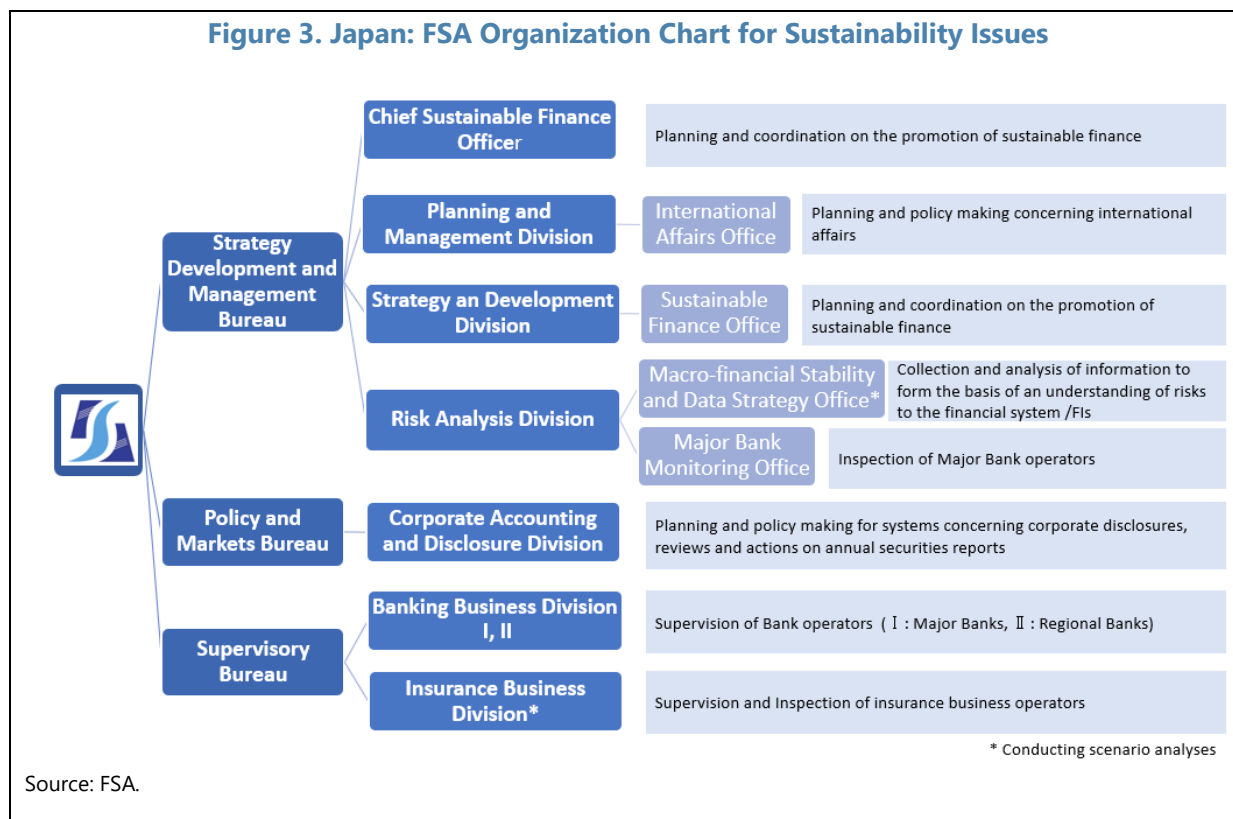 Figure 3. Japan: FSA Organization Chart for Sustainability Issues
Chief Sustainable Finance
Officer
Planning and coordination on the promotion of sustainable finance
Planning and
Management Division
International
Affairs Office
Planning and policy making concerning international
affairs
Strategy
Development and
Management
Bureau
Strategy an Development
Division
Sustainable
Finance Office
Planning and coordination on the promotion of
sustainable finance
Risk Analysis Division
Macro-financial Stability
and Data Strategy Office*
Collection and analysis of information to
form the basis of an understanding of risks
to the financial system /FIs
Major Bank
Monitoring Office
Inspection of Major Bank operators
Policy and
Markets Bureau
Corporate Accounting
and Disclosure Division
Planning and policy making for systems concerning corporate disclosures,
reviews and actions on annual securities reports
Supervisory
Bureau
Banking Business Division
I, II
Supervision of Bank operators ( Ⅰ : Major Banks, Ⅱ : Regional Banks)
Insurance Business
Division*
Supervision and Inspection of insurance business operators
* Conducting scenario analyses
Source: FSA.